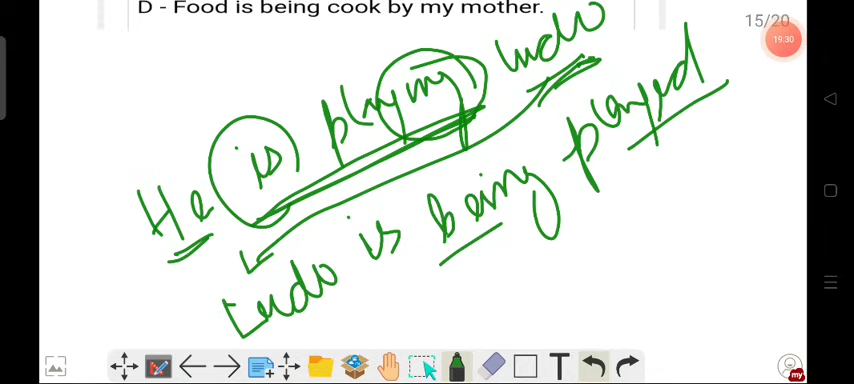 D - Food is being cook by my mother.
15/20
19:30
He is playing ludo
Ludo is being played
T
my